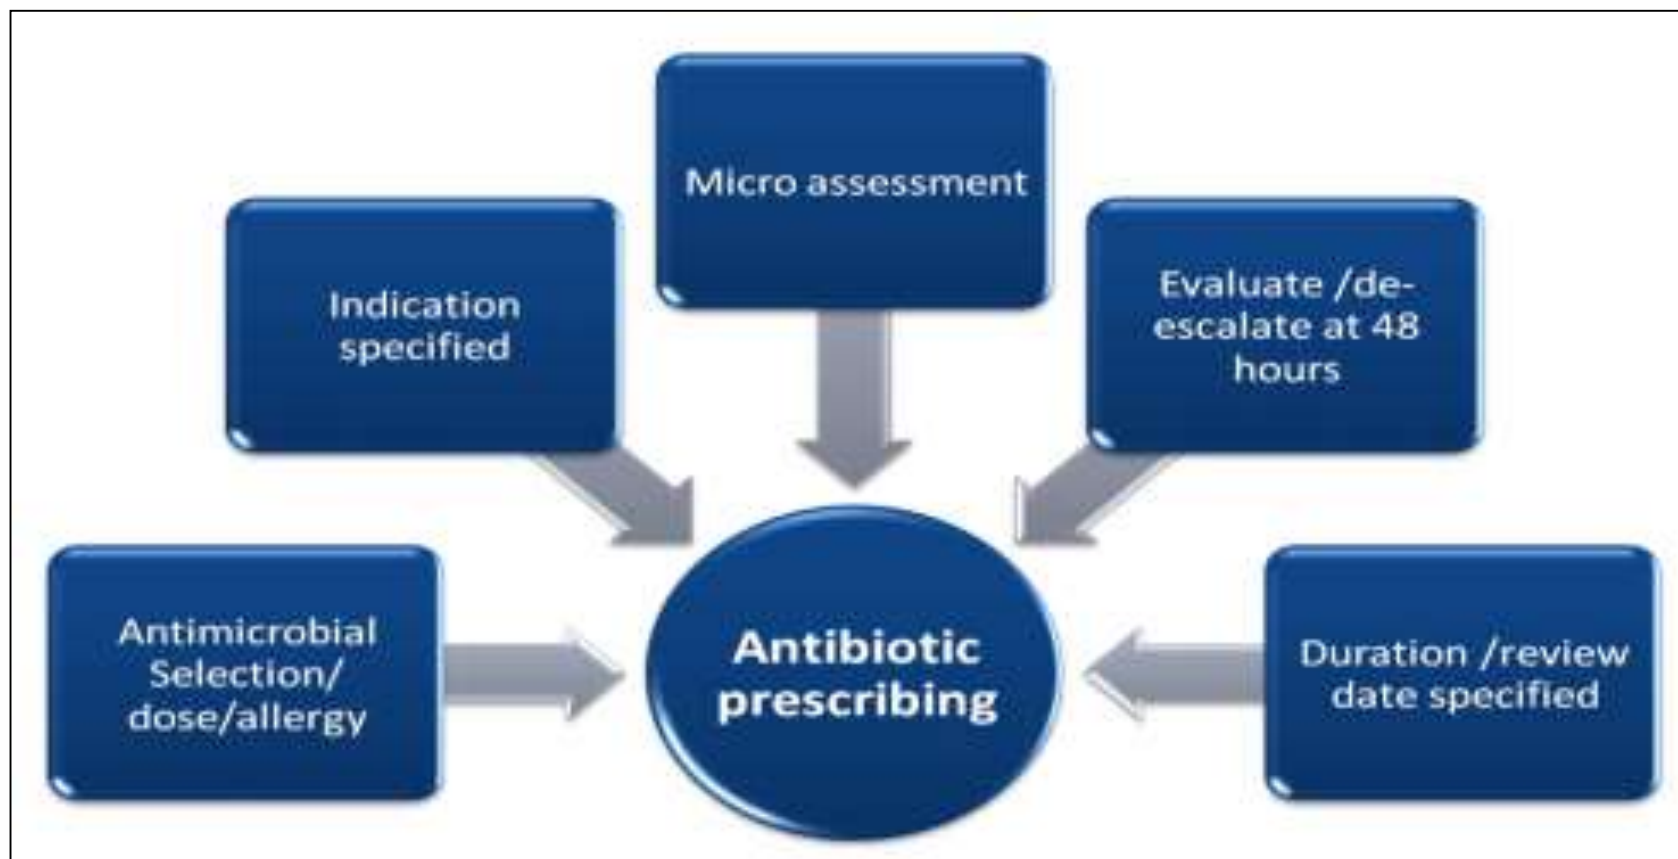 Micro assessment
Indication
specified
Evaluate /de-
escalate at 48
hours
Antimicrobial
Selection/
dose/allergy
Antibiotic
prescribing
Duration /review
date specified